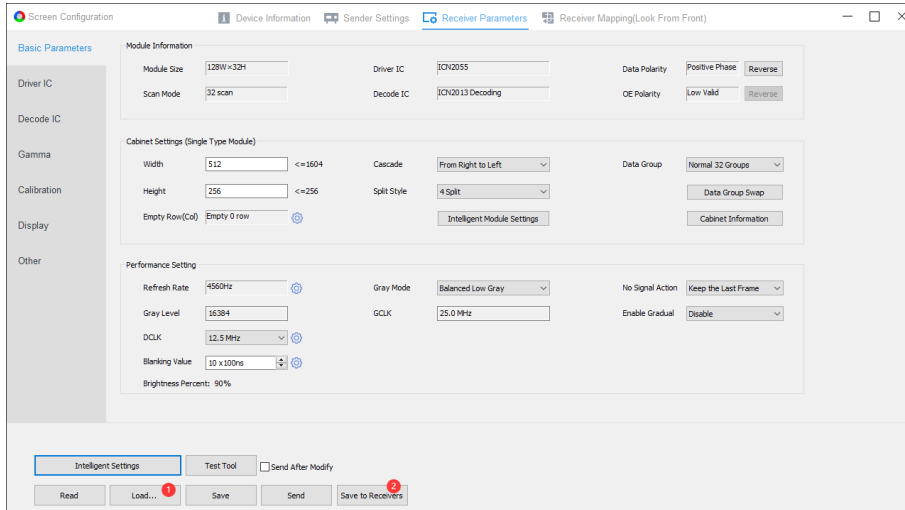 Screen Configuration
Device Information
Sender Settings
Receiver Parameters
Receiver Mapping(Look From Front)
Basic Parameters
Driver IC
Decode IC
Gamma
Calibration
Display
Other
Module Information
Module Size 128W×32H Driver IC ICN2055 Data Polarity Positive Phase Reverse
Scan Mode 32 scan Decode IC ICN2013 Decoding OE Polarity Low Valid Reverse
Cabinet Settings (Single Type Module)
Width 512 <=1604 Cascade From Right to Left Data Group Normal 32 Groups
Height 256 <=256 Split Style 4 Split Data Group Swap
Empty Row(Col) Empty 0 row Intelligent Module Settings Cabinet Information
Performance Setting
Refresh Rate 4560Hz Gray Mode Balanced Low Gray No Signal Action Keep the Last Frame
Gray Level 16384 GCLK 25.0 MHz Enable Gradual Disable
DCLK 12.5 MHz
Blanking Value 10 x100ns
Brightness Percent: 90%
Intelligent Settings Test Tool Send After Modify
Read Load... 1 Save Send Save to Receivers 2